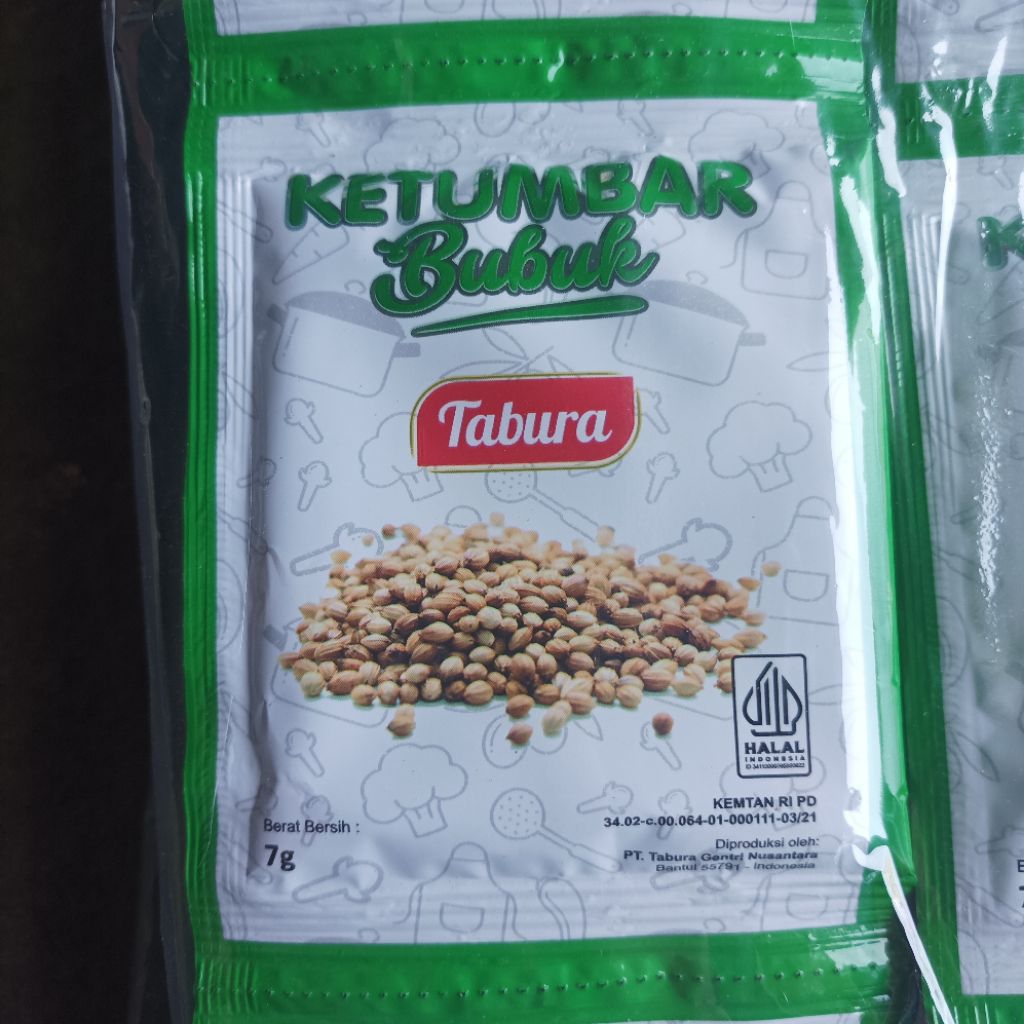 KETUMBAR
Bubuk
Tabura
HALAL
INDONESIA
KEMTAN RI PD
34.02-c.00.064-01-000111-03/21
Berat Bersih :
7g
Diproduksi oleh:
PT. Tabura Gentri Nusantara
Bantul 55791 - Indonesia